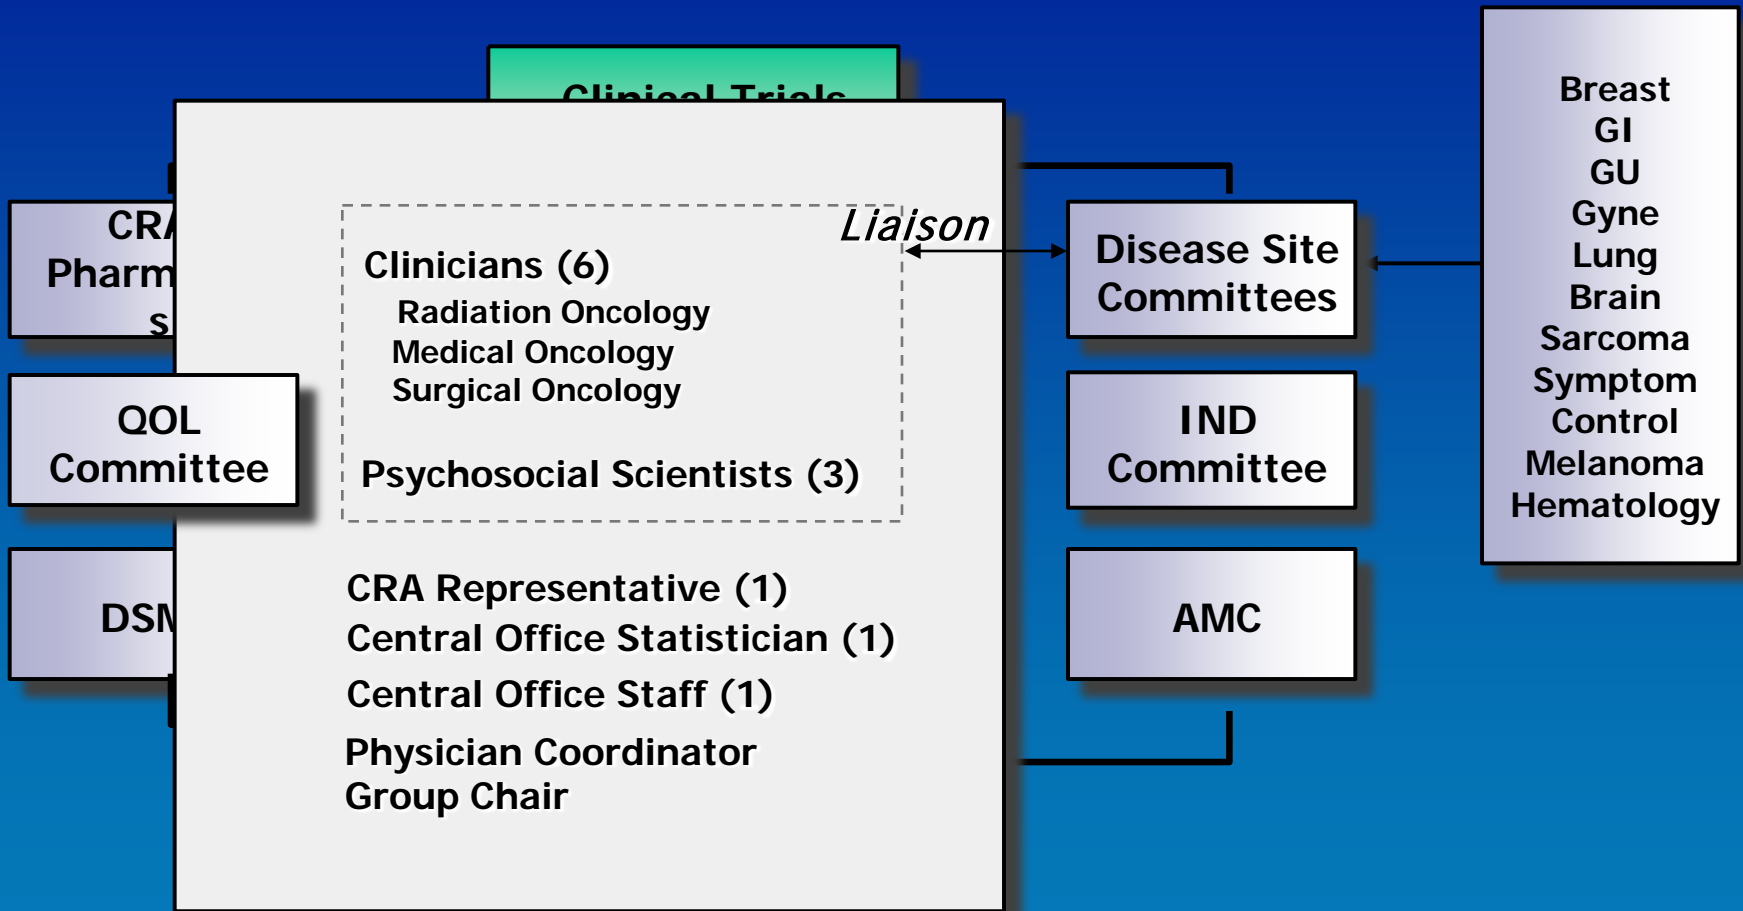 Clinical Trials
Liaison
Clinicians (6)
Radiation Oncology
Medical Oncology
Surgical Oncology
Psychosocial Scientists (3)
CRA Representative (1)
Central Office Statistician (1)
Central Office Staff (1)
Physician Coordinator
Group Chair
QOL
Committee
Disease Site
Committees
IND
Committee
AMC
Breast
GI
GU
Gyne
Lung
Brain
Sarcoma
Symptom
Control
Melanoma
Hematology